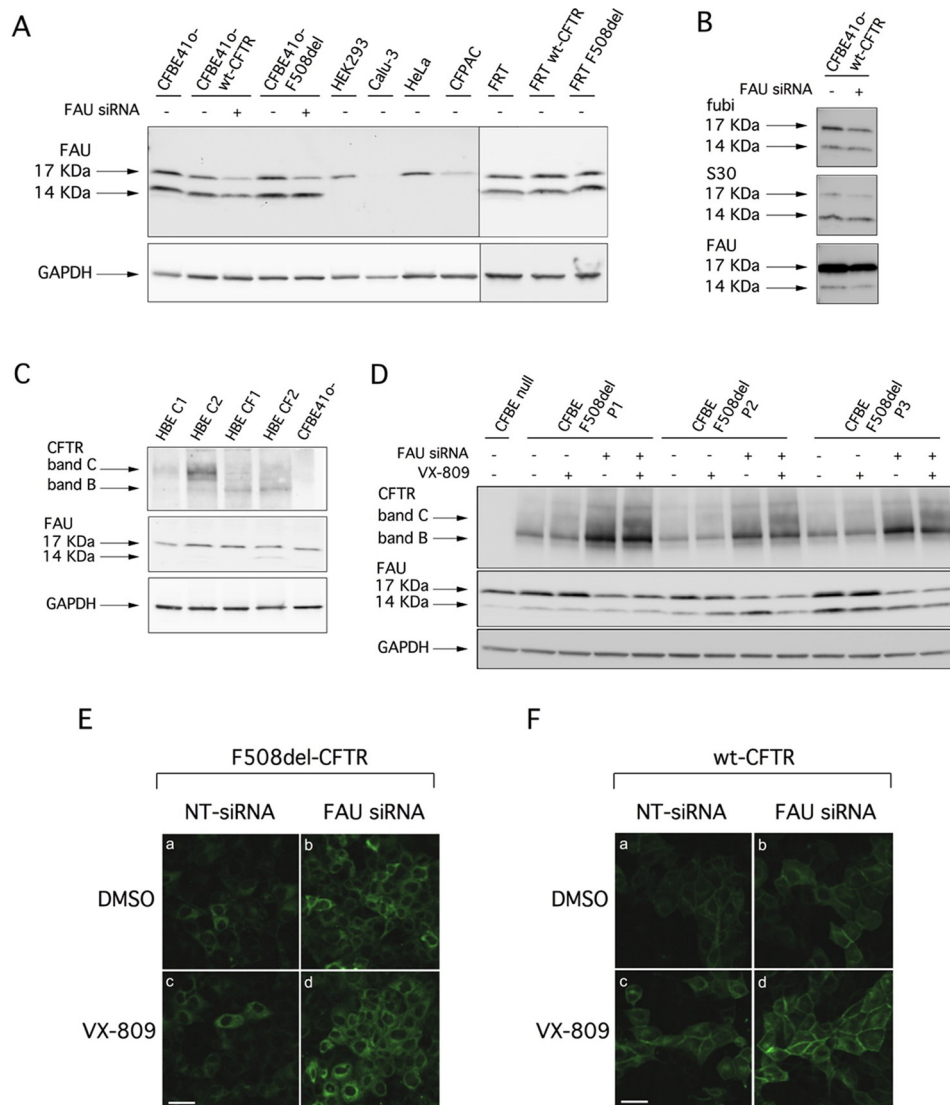 A
CFBE41o-
CFBE41o-
wt-CFTR
CFBE41o-
F508del
HEK293
Calu-3
HeLa
CFPAC
FRT
FRT wt-CFTR
FRT F508del
FAU siRNA - - + - + - - - - - - -
FAU
17 KDa
14 KDa
GAPDH
B
CFBE41o-
wt-CFTR
FAU siRNA - +
fubi
17 KDa
14 KDa
S30
17 KDa
14 KDa
FAU
17 KDa
14 KDa
C
HBE C1
HBE C2
HBE CF1
HBE CF2
CFBE41o-
CFTR
band C
band B
FAU
17 KDa
14 KDa
GAPDH
D
CFBE null
CFBE
F508del
P1
CFBE
F508del
P2
CFBE
F508del
P3
FAU siRNA - - - + + - - + + - - + +
VX-809 - - + - + - + - + - + - +
CFTR
band C
band B
FAU
17 KDa
14 KDa
GAPDH
E
F508del-CFTR
NT-siRNA FAU siRNA
DMSO
a b
VX-809
c d
F
wt-CFTR
NT-siRNA FAU siRNA
DMSO
a b
VX-809
c d